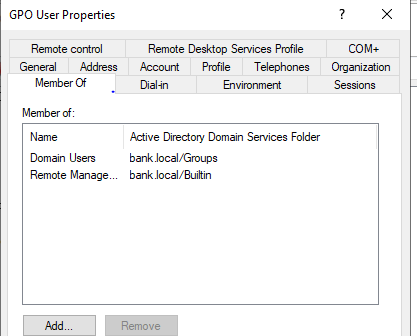 GPO User Properties ? ×
Remote control Remote Desktop Services Profile COM+
General Address Account Profile Telephones Organization
Member Of Dial-in Environment Sessions
Member of:
Name Active Directory Domain Services Folder
Domain Users bank.local/Groups
Remote Manage... bank.local/Builtin
Add... Remove